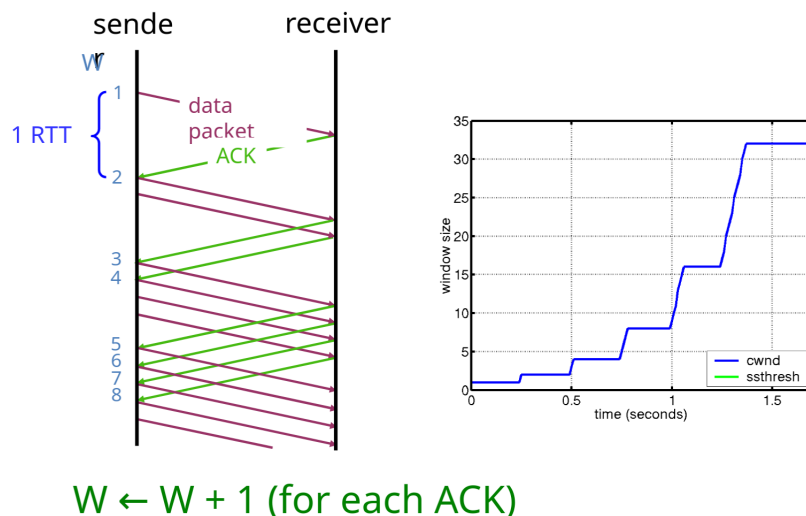 sende
r
receiver
W
1
data
packet
1 RTT
ACK
2
3
4
5
6
7
8
35
30
25
20
15
10
5
0
window size
0
0.5
1
1.5
time (seconds)
cwnd
ssthresh
W ← W + 1 (for each ACK)